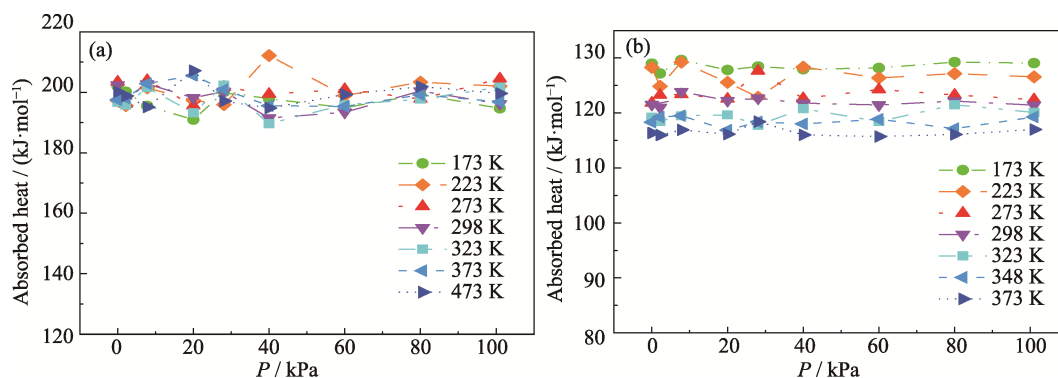 (a)
Absorbed heat / (kJ·mol⁻¹)
220
200
180
160
140
120
173 K
223 K
273 K
298 K
323 K
373 K
473 K
0 20 40 60 80 100
P / kPa
(b)
Absorbed heat / (kJ·mol⁻¹)
130
120
110
100
90
80
173 K
223 K
273 K
298 K
323 K
348 K
373 K
0 20 40 60 80 100
P / kPa